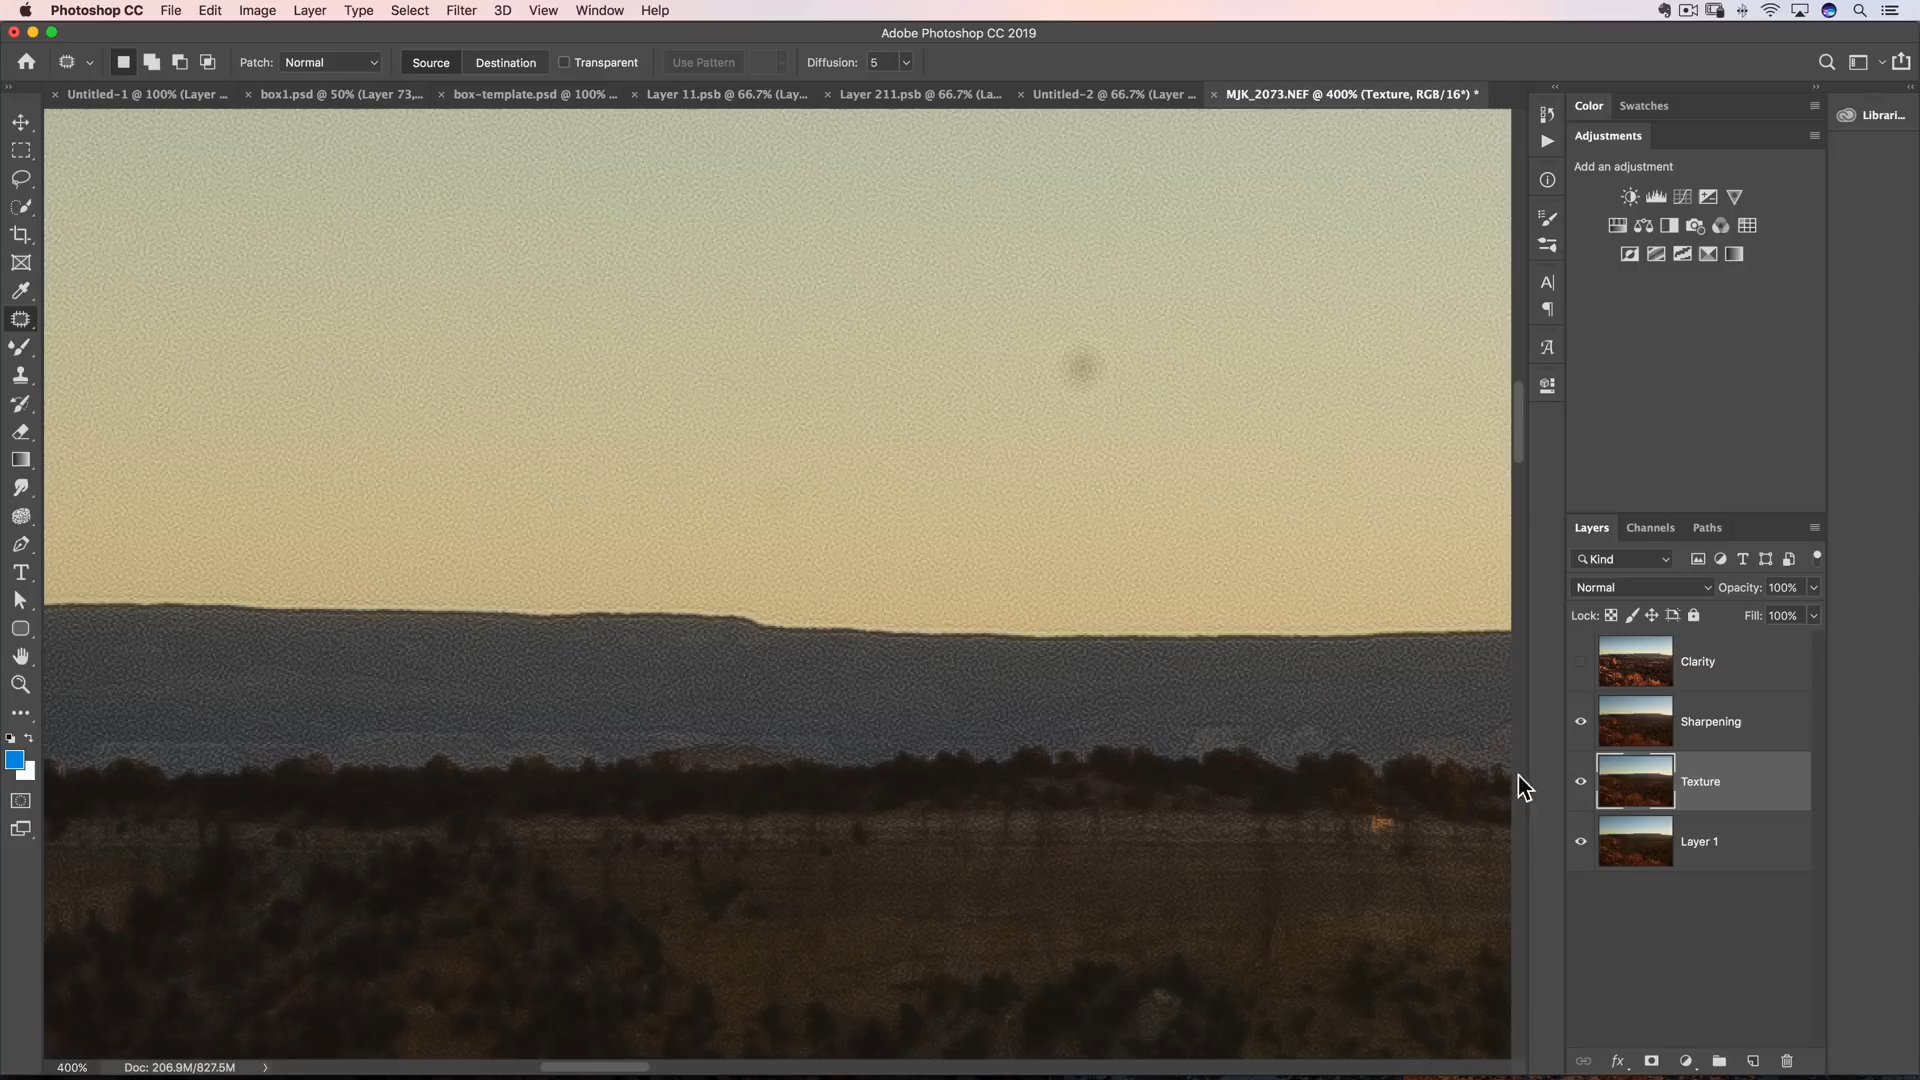 Photoshop CC File Edit Image Layer Type Select Filter 3D View Window Help
Adobe Photoshop CC 2019
Patch: Normal Source Destination Transparent Use Pattern Diffusion: 5
Untitled-1 @ 100% (Layer ... box1.psd @ 50% (Layer 73,... box-template.psd @ 100% ... Layer 11.psb @ 66.7% (Lay... Layer 211.psb @ 66.7% (La... Untitled-2 @ 66.7% (Layer ... MJK_2073.NEF @ 400% (Texture, RGB/16*) *
Color Swatches
Librari...
Adjustments
Add an adjustment
Layers Channels Paths
Kind
Normal Opacity: 100%
Lock: Fill: 100%
Clarity
Sharpening
Texture
Layer 1
400% Doc: 206.9M/827.5M